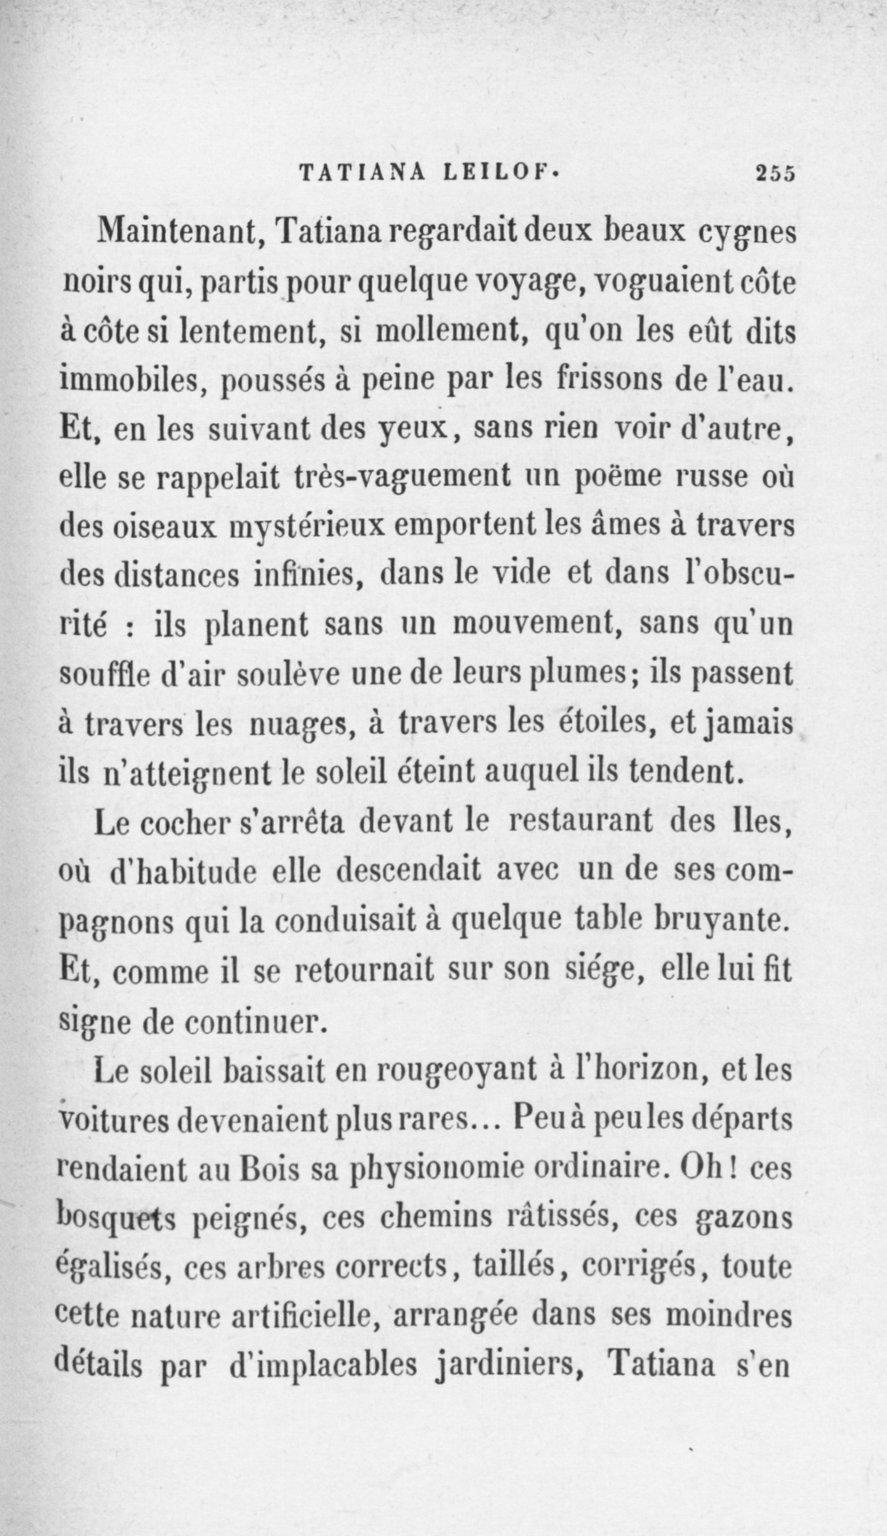 TATIANA LEILOF. 255
Maintenant, Tatiana regardait deux beaux cygnes
noirs qui, partis pour quelque voyage, voguaient côte
à côte si lentement, si mollement, qu'on les eût dits
immobiles, poussés à peine par les frissons de l'eau.
Et, en les suivant des yeux, sans rien voir d'autre,
elle se rappelait très-vaguement un poëme russe où
des oiseaux mystérieux emportent les âmes à travers
des distances infinies, dans le vide et dans l'obscu-
rité : ils planent sans un mouvement, sans qu'un
souffle d'air soulève une de leurs plumes; ils passent
à travers les nuages, à travers les étoiles, et jamais
ils n'atteignent le soleil éteint auquel ils tendent.
Le cocher s'arrêta devant le restaurant des Iles,
où d'habitude elle descendait avec un de ses com-
pagnons qui la conduisait à quelque table bruyante.
Et, comme il se retournait sur son siége, elle lui fit
signe de continuer.
Le soleil baissait en rougeoyant à l'horizon, et les
voitures devenaient plus rares... Peu à peu les départs
rendaient au Bois sa physionomie ordinaire. Oh! ces
bosquets peignés, ces chemins râtissés, ces gazons
égalisés, ces arbres corrects, taillés, corrigés, toute
cette nature artificielle, arrangée dans ses moindres
détails par d'implacables jardiniers, Tatiana s'en